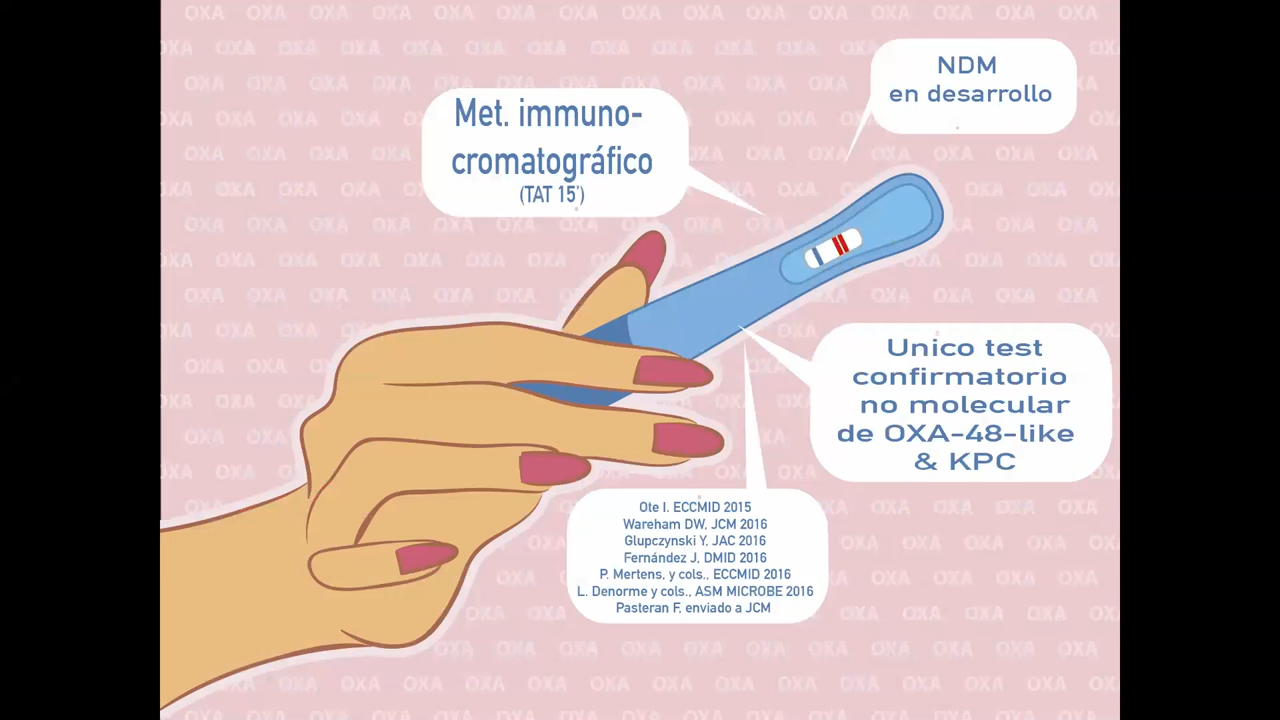 NDM
en desarrollo
Met. immuno-
cromatográfico
(TAT 15')
Unico test
confirmatorio
no molecular
de OXA-48-like
& KPC
Ote I. ECCMID 2015
Wareham DW, JCM 2016
Glupczynski Y, JAC 2016
Fernández J, DMID 2016
P. Mertens, y cols., ECCMID 2016
L. Denorme y cols., ASM MICROBE 2016
Pasteran F. enviado a JCM
OXA